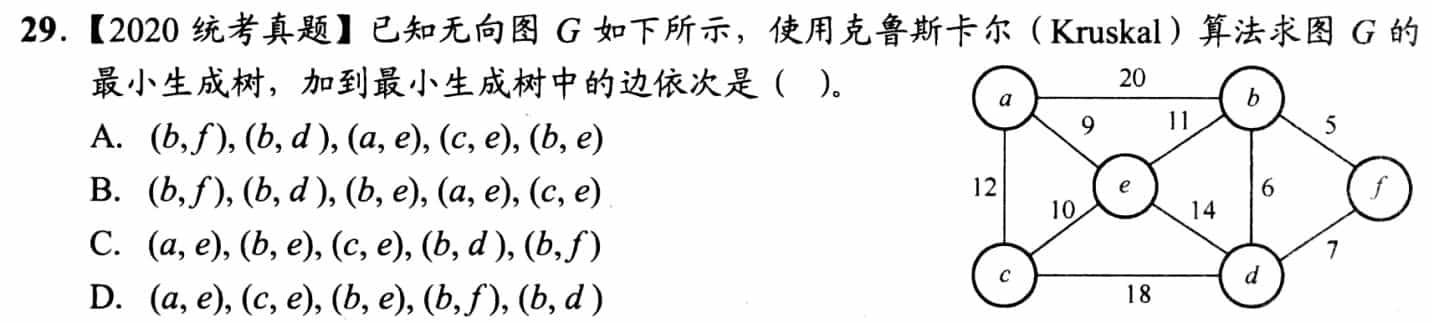 29.【2020 统考真题】已知无向图 G 如下所示，使用克鲁斯卡尔（Kruskal）算法求图 G 的
最小生成树，加到最小生成树中的边依次是（ ）。
A. (b, f), (b, d ), (a, e), (c, e), (b, e)
B. (b, f), (b, d ), (b, e), (a, e), (c, e)
C. (a, e), (b, e), (c, e), (b, d ), (b, f)
D. (a, e), (c, e), (b, e), (b, f), (b, d )
a 20 b
9 11 5
12 e 6 f
10 14
7
c 18 d